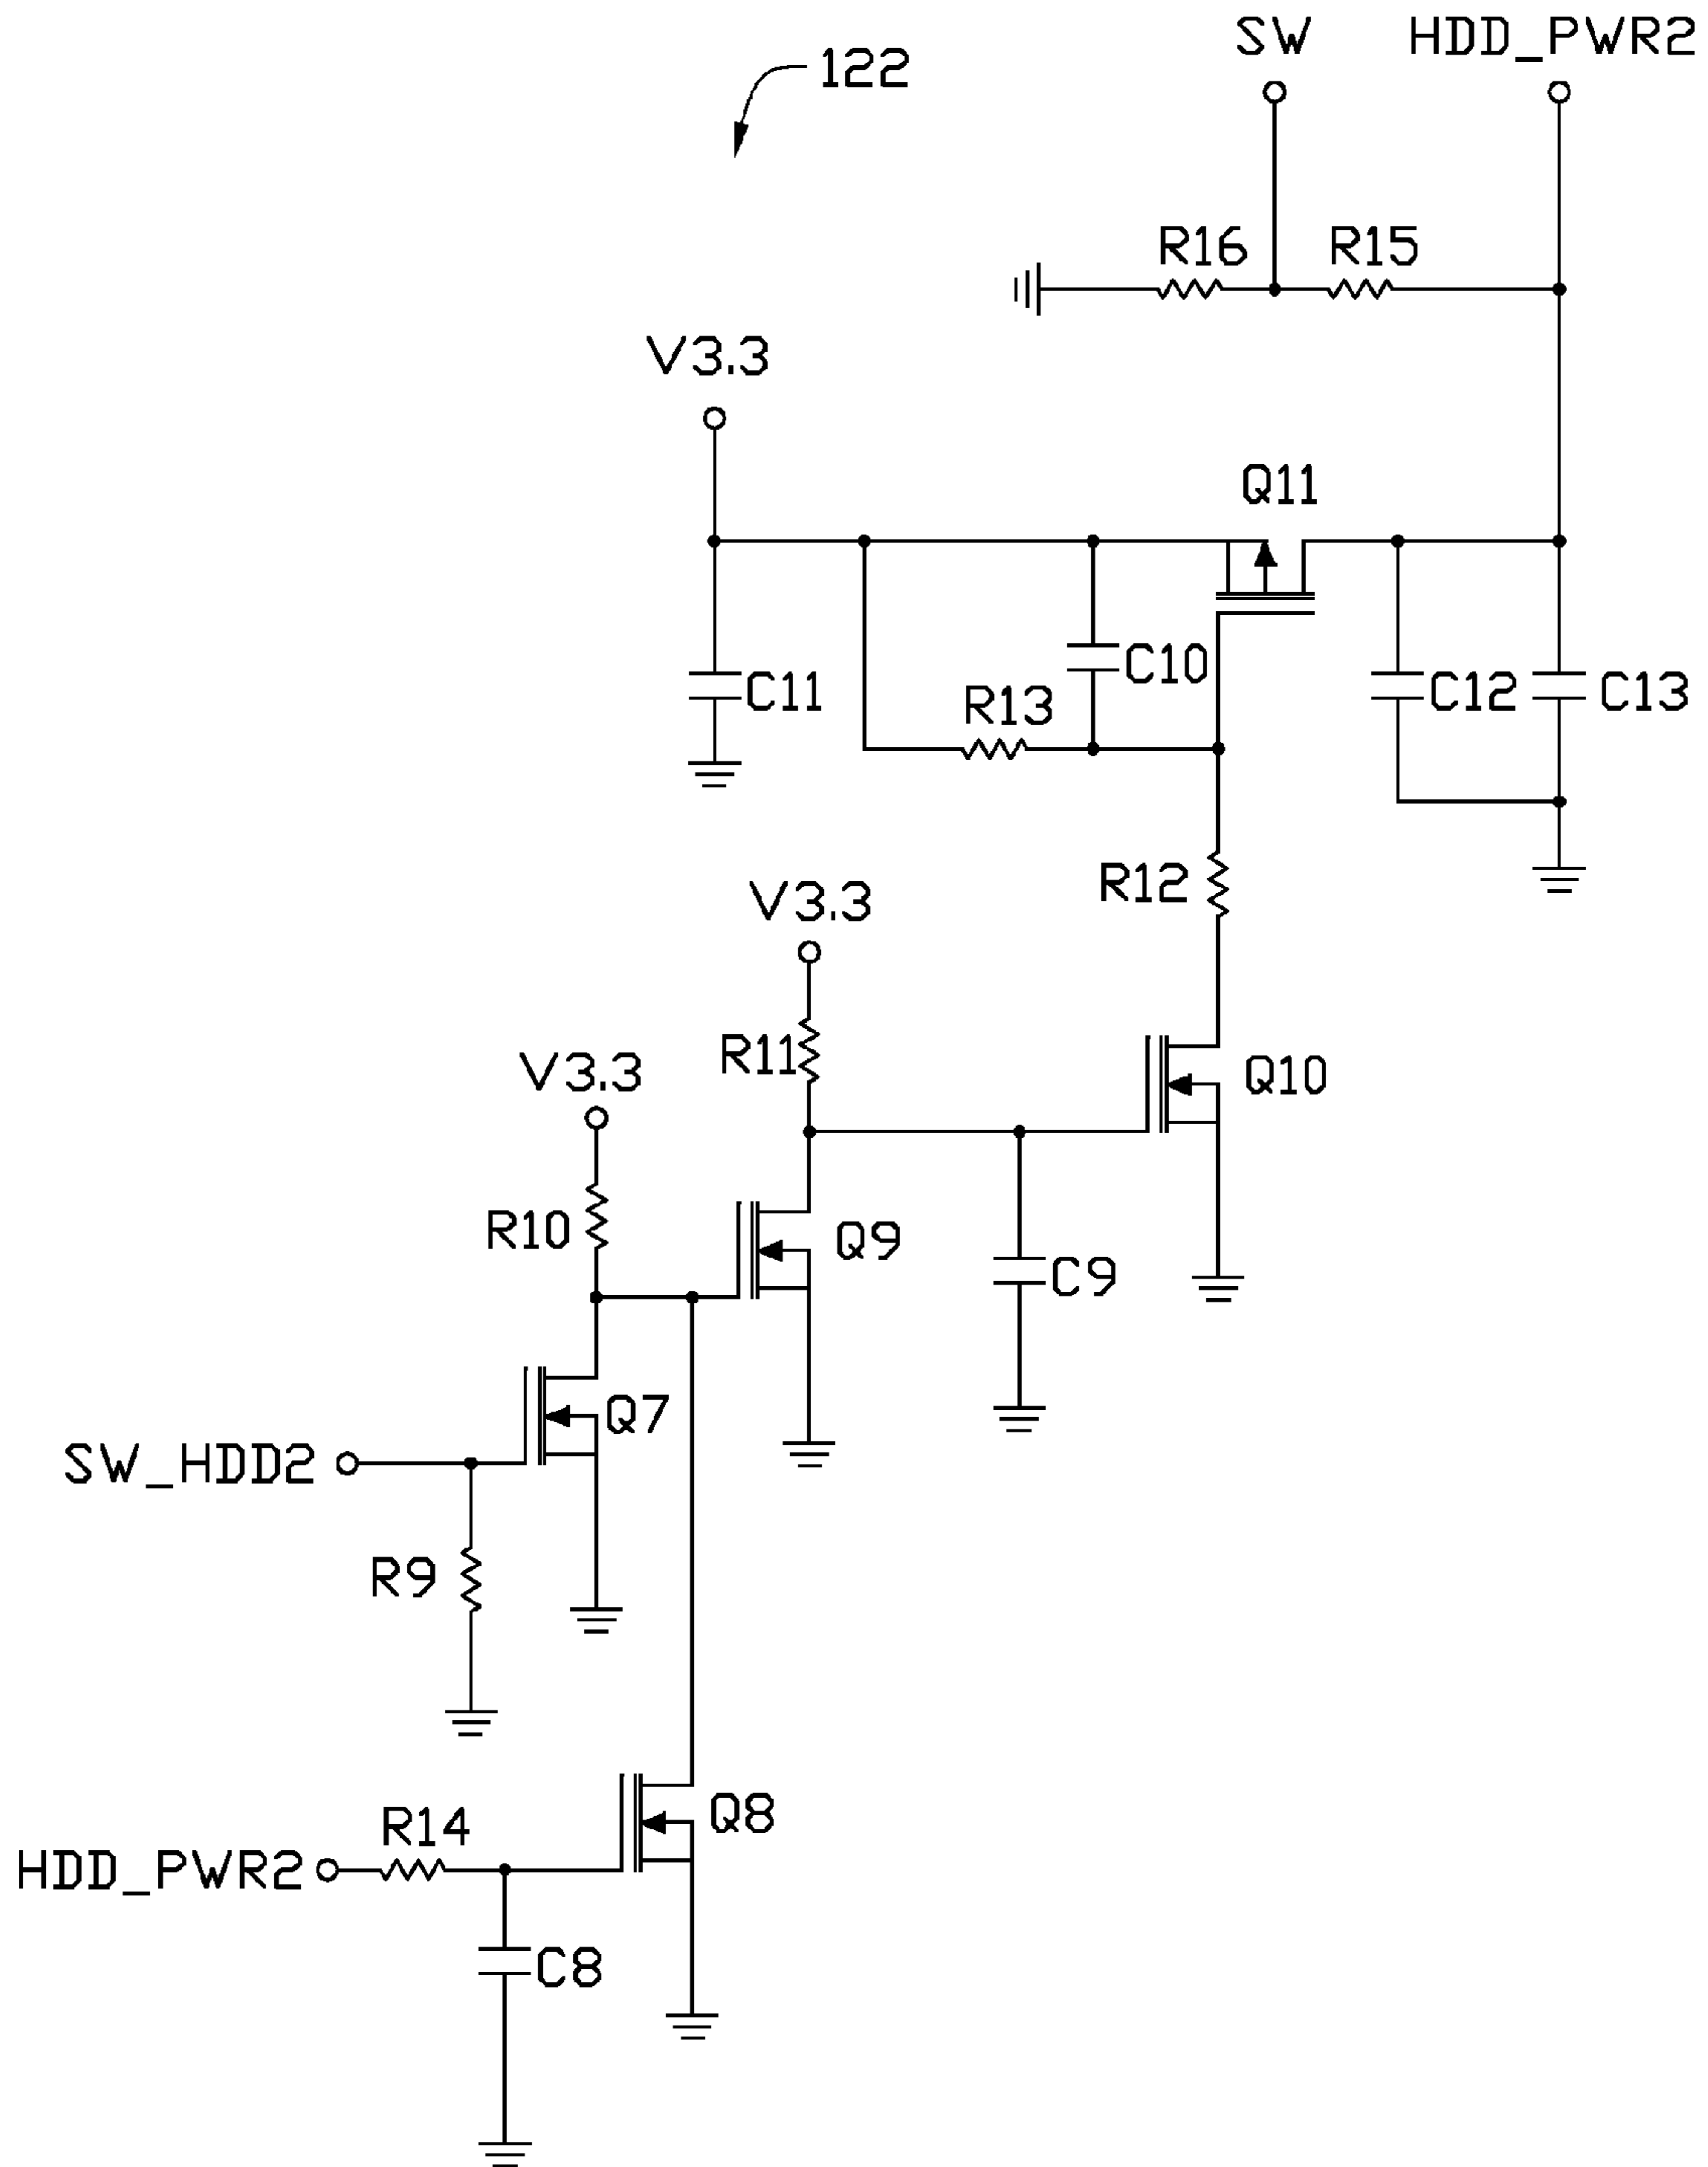 SW HDD_PWR2
122
R16 R15
V3.3
Q11
C10
C11 R13 C12 C13
R12
V3.3
R11
V3.3 Q10
R10 Q9
C9
Q7
SW_HDD2
R9
Q8
R14
HDD_PWR2
C8